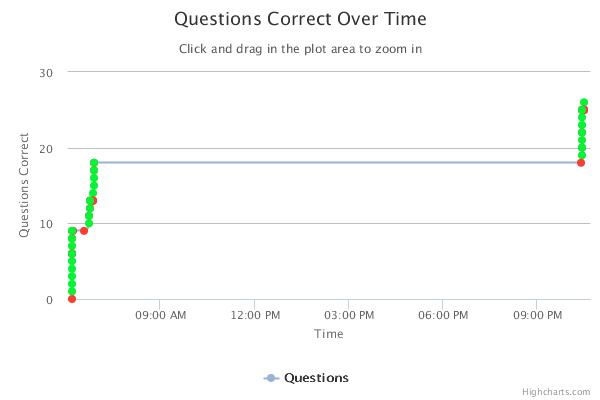 Questions Correct Over Time
Click and drag in the plot area to zoom in
Questions Correct
30
20
10
0
09:00 AM 12:00 PM 03:00 PM 06:00 PM 09:00 PM
Time
Questions
Highcharts.com